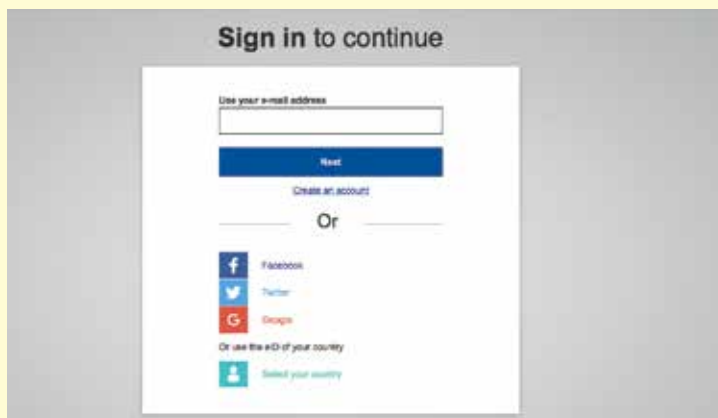 Sign in to continue
Use your e-mail address
Next
Create an account
Or
Facebook
Twitter
Google
Or use the eID of your country
Select your country